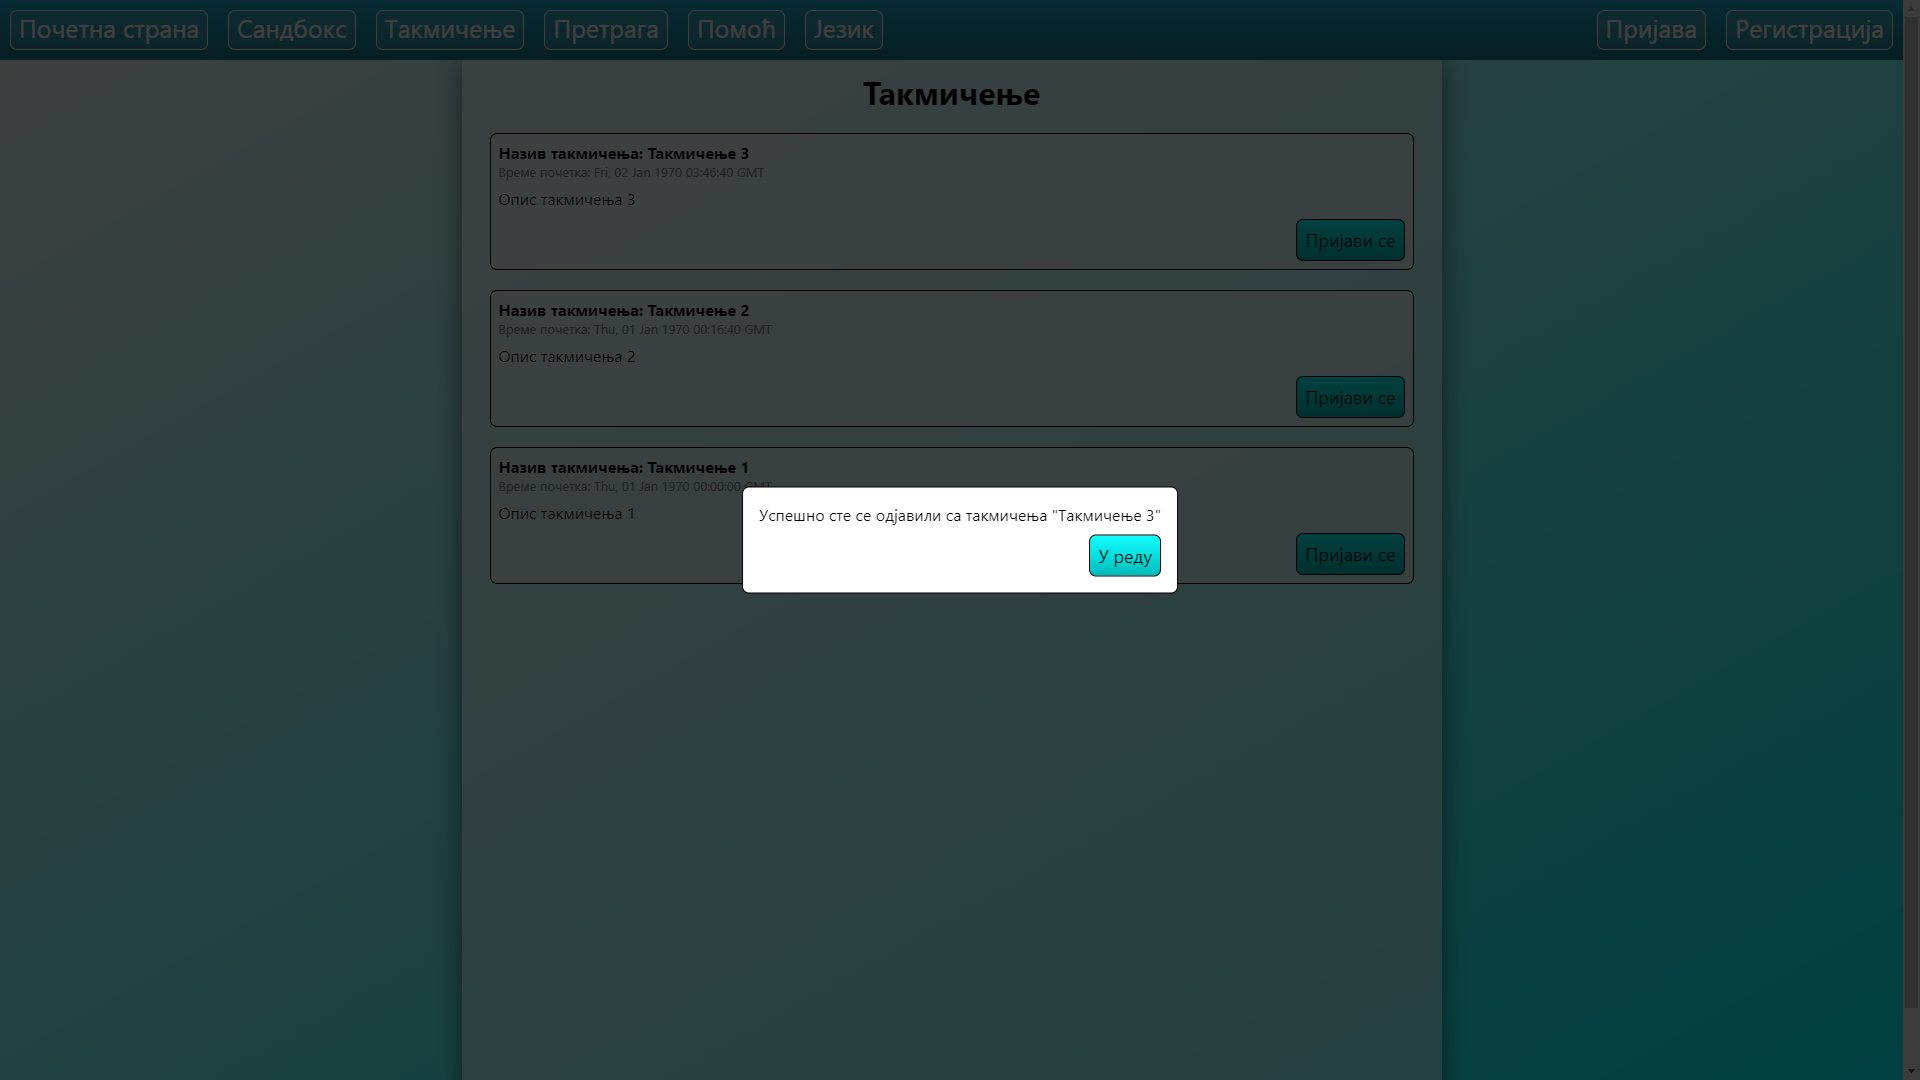 Почетна страна Сандбокс Такмичење Претрага Помоћ Језик Пријава Регистрација
Такмичење
Назив такмичења: Такмичење 3
Време почетка: Fri, 02 Jan 1970 03:46:40 GMT
Опис такмичења 3
Пријави се
Назив такмичења: Такмичење 2
Време почетка: Thu, 01 Jan 1970 00:16:40 GMT
Опис такмичења 2
Пријави се
Назив такмичења: Такмичење 1
Време почетка: Thu, 01 Jan 1970 00:00:00 GMT
Опис такмичења 1
Пријави се
Успешно сте се одјавили са такмичења "Такмичење 3"
У реду